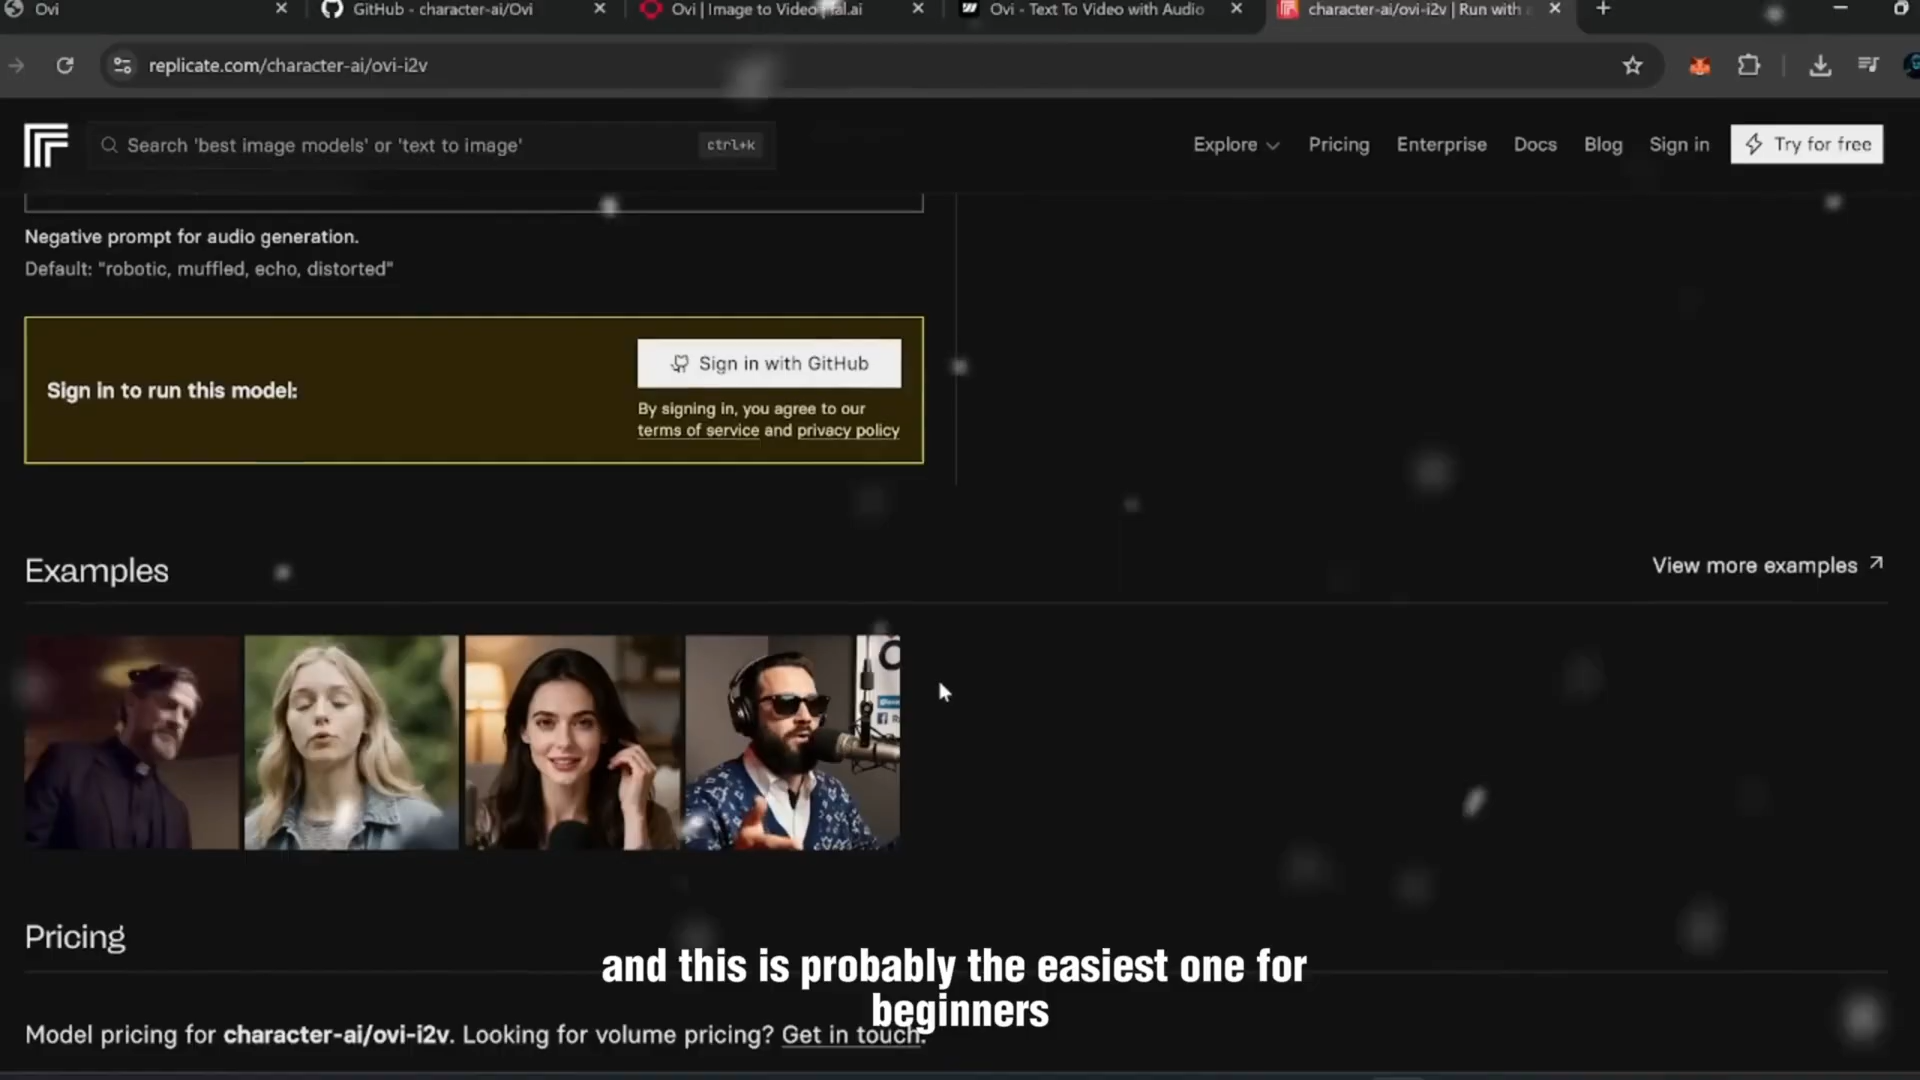 Ovi
GitHub - character-ai/Ovi
Ovi | Image to Video | fal.ai
Ovi - Text To Video with Audio
character-ai/ovi-i2v | Run with
replicate.com/character-ai/ovi-i2v
Search 'best image models' or 'text to image'
ctrl+k
Explore
Pricing
Enterprise
Docs
Blog
Sign in
Try for free
Negative prompt for audio generation.
Default: "robotic, muffled, echo, distorted"
Sign in to run this model:
Sign in with GitHub
By signing in, you agree to our
terms of service and privacy policy
Examples
View more examples
Pricing
and this is probably the easiest one for
beginners
Model pricing for character-ai/ovi-i2v. Looking for volume pricing? Get in touch.